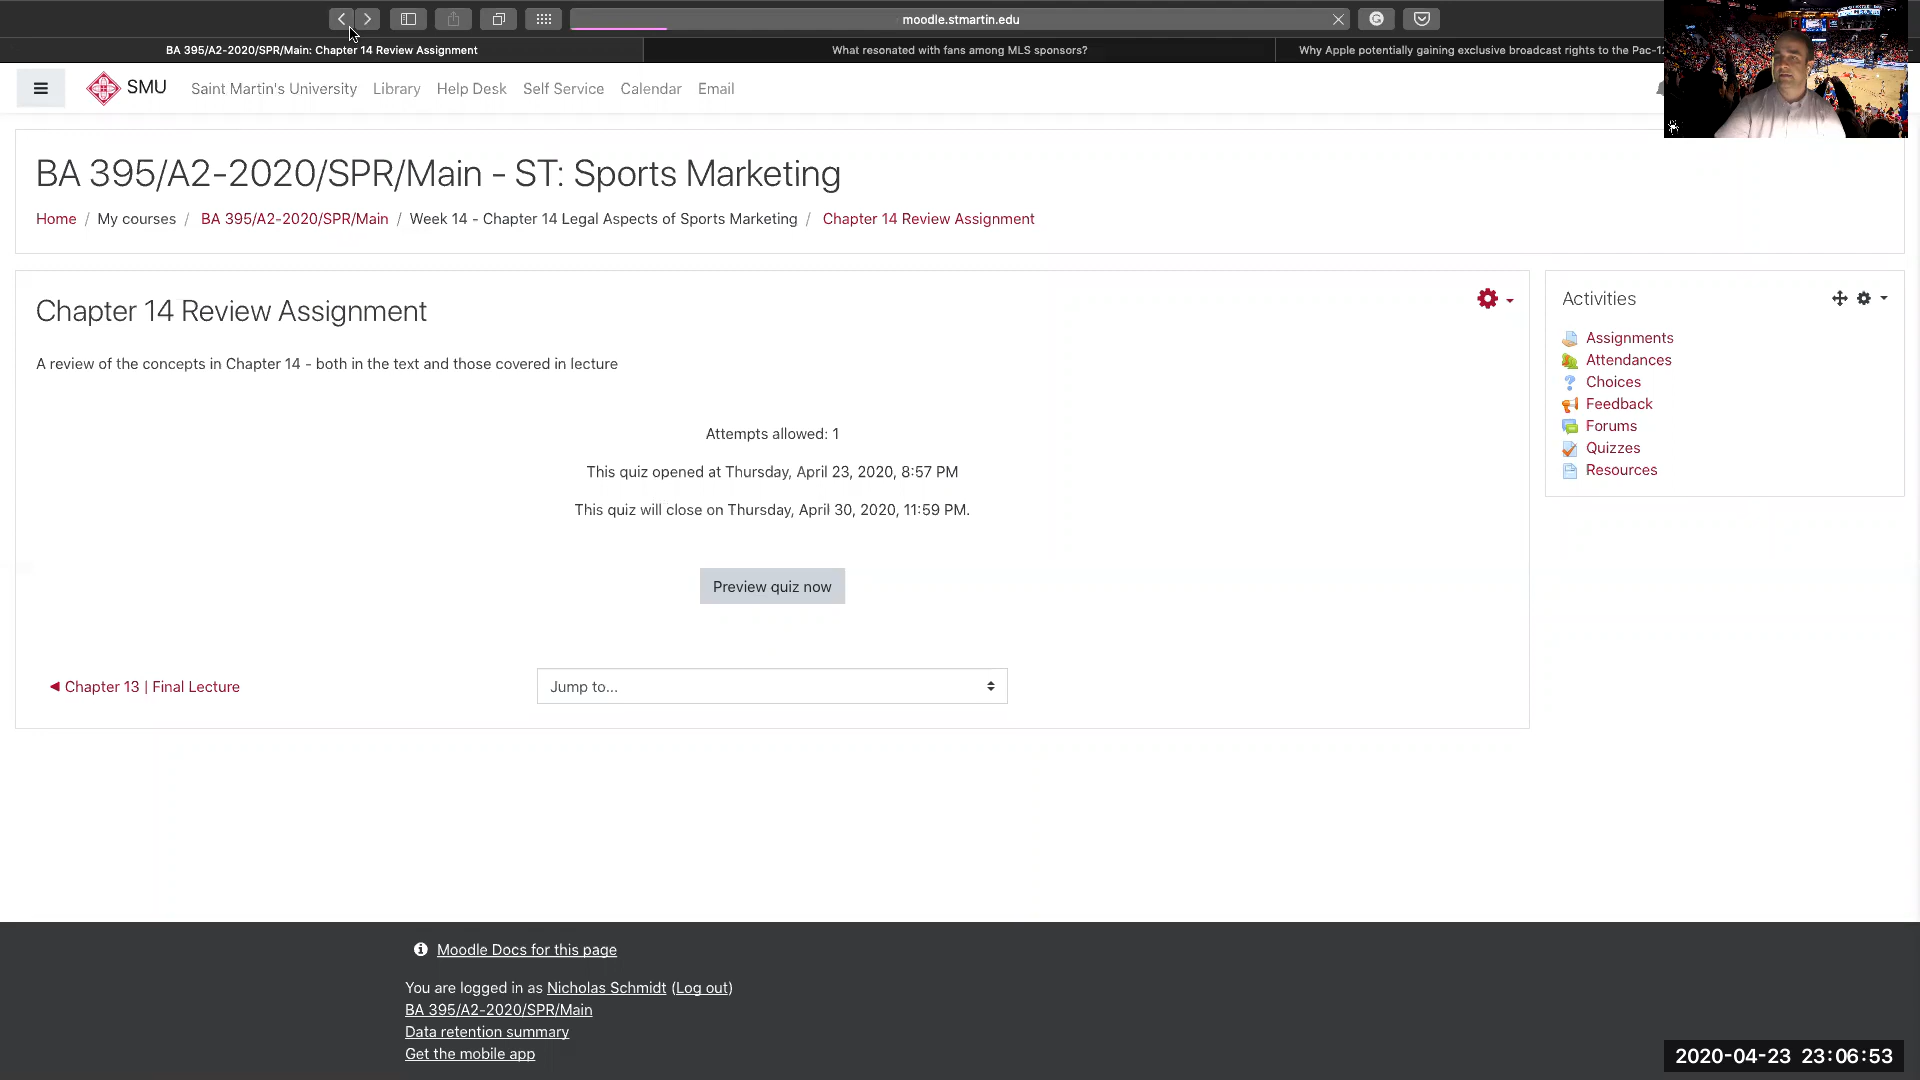 moodle.stmartin.edu
BA 395/A2-2020/SPR/Main: Chapter 14 Review Assignment
What resonated with fans among MLS sponsors?
Why Apple potentially gaining exclusive broadcast rights to the Pac-12
SMU
Saint Martin's University Library Help Desk Self Service Calendar Email
BA 395/A2-2020/SPR/Main - ST: Sports Marketing
Home / My courses / BA 395/A2-2020/SPR/Main / Week 14 - Chapter 14 Legal Aspects of Sports Marketing / Chapter 14 Review Assignment
Chapter 14 Review Assignment
A review of the concepts in Chapter 14 - both in the text and those covered in lecture
Attempts allowed: 1
This quiz opened at Thursday, April 23, 2020, 8:57 PM
This quiz will close on Thursday, April 30, 2020, 11:59 PM.
Preview quiz now
◄ Chapter 13 | Final Lecture
Jump to...
Activities
Assignments
Attendances
Choices
Feedback
Forums
Quizzes
Resources
Moodle Docs for this page
You are logged in as Nicholas Schmidt (Log out)
BA 395/A2-2020/SPR/Main
Data retention summary
Get the mobile app
2020-04-23 23:06:53